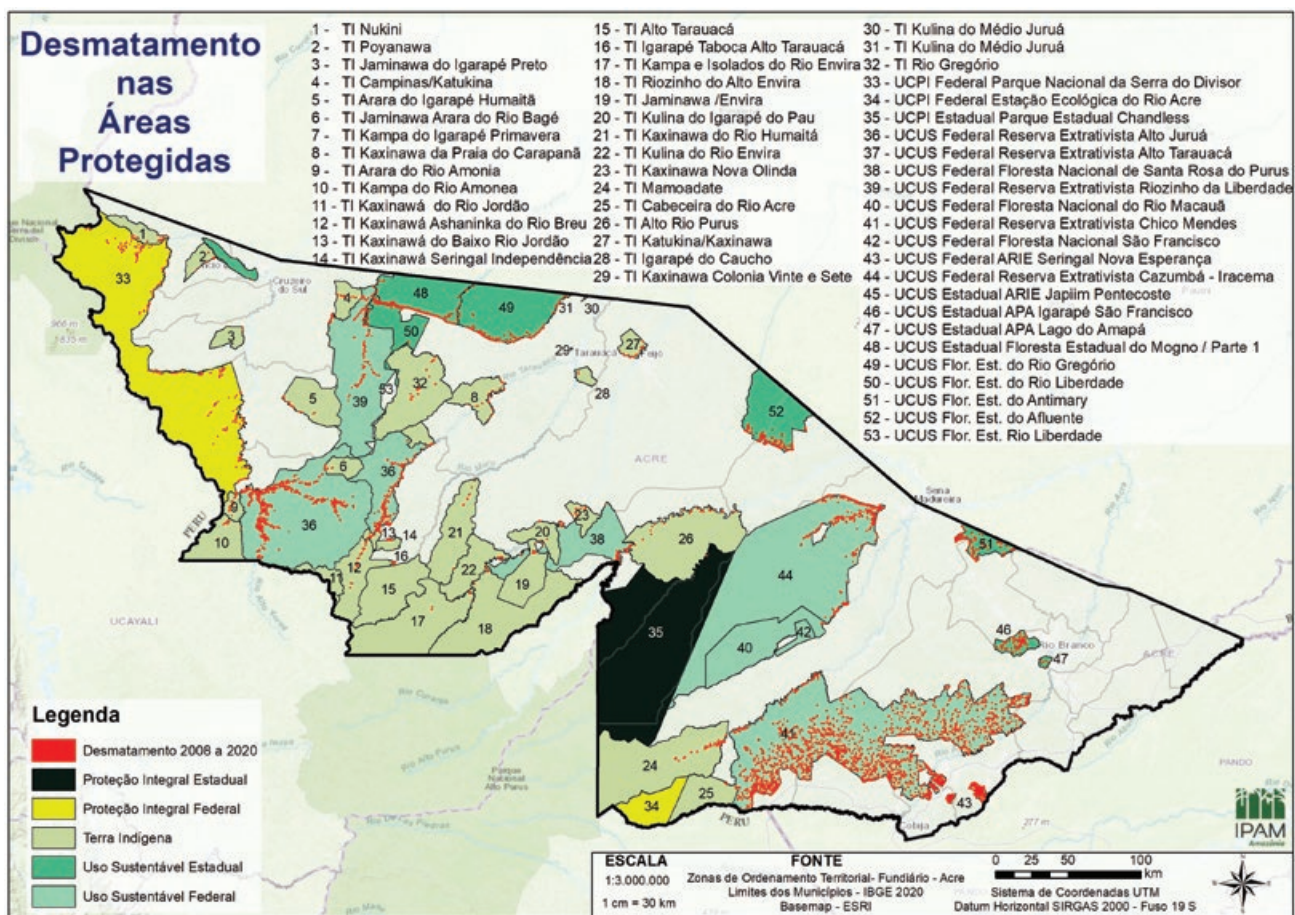 Desmatamento
nas
Áreas
Protegidas
1 - TI Nukini
2 - TI Poyanawa
3 - TI Jaminawa do Igarapé Preto
4 - TI Campinas/Katukina
5 - TI Arara do Igarapé Humaitã
6 - TI Jaminawa Arara do Rio Bagé
7 - TI Kampa do Igarapé Primavera
8 - TI Kaxinawa da Praia do Carapanã
9 - TI Arara do Rio Amonia
10 - TI Kampa do Rio Amonea
11 - TI Kaxinawá do Rio Jordão
12 - TI Kaxinawá Ashaninka do Rio Breu
13 - TI Kaxinawá do Baixo Rio Jordão
14 - TI Kaxinawá Seringal Independência
15 - TI Alto Tarauacá
16 - TI Igarapé Taboca Alto Tarauacá
17 - TI Kampa e Isolados do Rio Envira
18 - TI Riozinho do Alto Envira
19 - TI Jaminawa /Envira
20 - TI Kulina do Igarapé do Pau
21 - TI Kaxinawa do Rio Humaitá
22 - TI Kulina do Rio Envira
23 - TI Kaxinawa Nova Olinda
24 - TI Mamoadate
25 - TI Cabeceira do Rio Acre
26 - TI Alto Rio Purus
27 - TI Katukina/Kaxinawa
28 - TI Igarapé do Caucho
29 - TI Kaxinawa Colonia Vinte e Sete
30 - TI Kulina do Médio Juruá
31 - TI Kulina do Médio Juruá
32 - TI Rio Gregório
33 - UCPI Federal Parque Nacional da Serra do Divisor
34 - UCPI Federal Estação Ecológica do Rio Acre
35 - UCPI Estadual Parque Estadual Chandless
36 - UCUS Federal Reserva Extrativista Alto Juruá
37 - UCUS Federal Reserva Extrativista Alto Tarauacá
38 - UCUS Federal Floresta Nacional de Santa Rosa do Purus
39 - UCUS Federal Reserva Extrativista Riozinho da Liberdade
40 - UCUS Federal Floresta Nacional do Rio Macauã
41 - UCUS Federal Reserva Extrativista Chico Mendes
42 - UCUS Federal Floresta Nacional São Francisco
43 - UCUS Federal ARIE Seringal Nova Esperança
44 - UCUS Federal Reserva Extrativista Cazumbá - Iracema
45 - UCUS Estadual ARIE Japiim Pentecoste
46 - UCUS Estadual APA Igarapé São Francisco
47 - UCUS Estadual APA Lago do Amapá
48 - UCUS Estadual Floresta Estadual do Mogno / Parte 1
49 - UCUS Flor. Est. do Rio Gregório
50 - UCUS Flor. Est. do Rio Liberdade
51 - UCUS Flor. Est. do Antimary
52 - UCUS Flor. Est. do Afluente
53 - UCUS Flor. Est. Rio Liberdade
1
2
33
Cruzeiro
do Sul
3
4
48
49
31
30
50
29
Tarauacá
27
Feijó
28
5
39
53
32
8
52
ACRE
Sena
Madureira
6
36
36
9
PERU
10
13
14
16
12
11
15
21
22
20
23
38
19
17
18
26
44
51
35
40
42
46
Rio Branco
47
ACRE
UCAYALI
41
24
34
25
PERU
43
Cobija
277 m
PANDO
Parque
Nacional
Alto Purus
Rio Alto Purus
Legenda
Desmatamento 2008 a 2020
Proteção Integral Estadual
Proteção Integral Federal
Terra Indígena
Uso Sustentável Estadual
Uso Sustentável Federal
IPAM
Amazônia
ESCALA
1:3.000.000
1 cm = 30 km
FONTE
Zonas de Ordenamento Territorial- Fundiário - Acre
Limites dos Municípios - IBGE 2020
Basemap - ESRI
0 25 50 100
km
Sistema de Coordenadas UTM
Datum Horizontal SIRGAS 2000 - Fuso 19 S